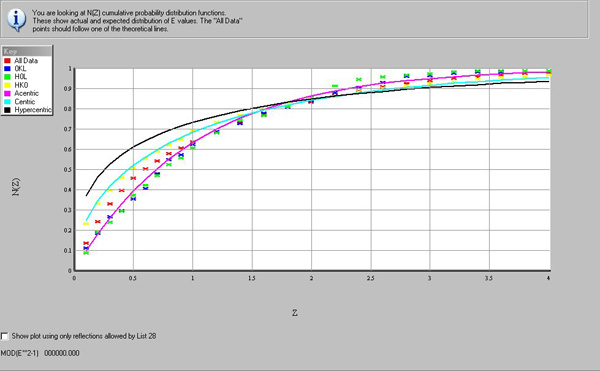 You are looking at N(Z) cumulative probability distribution functions.
These show actual and expected distribution of E values. The "All Data"
points should follow one of the theoretical lines.
Key
All Data
0KL
H0L
HK0
Acentric
Centric
Hypercentric
1
0.9
0.8
0.7
0.6
0.5
0.4
0.3
0.2
0.1
0
N(Z)
0 0.5 1 1.5 2 2.5 3 3.5 4
Z
Show plot using only reflections allowed by List 28
MOD(E^2-1) 000000.000